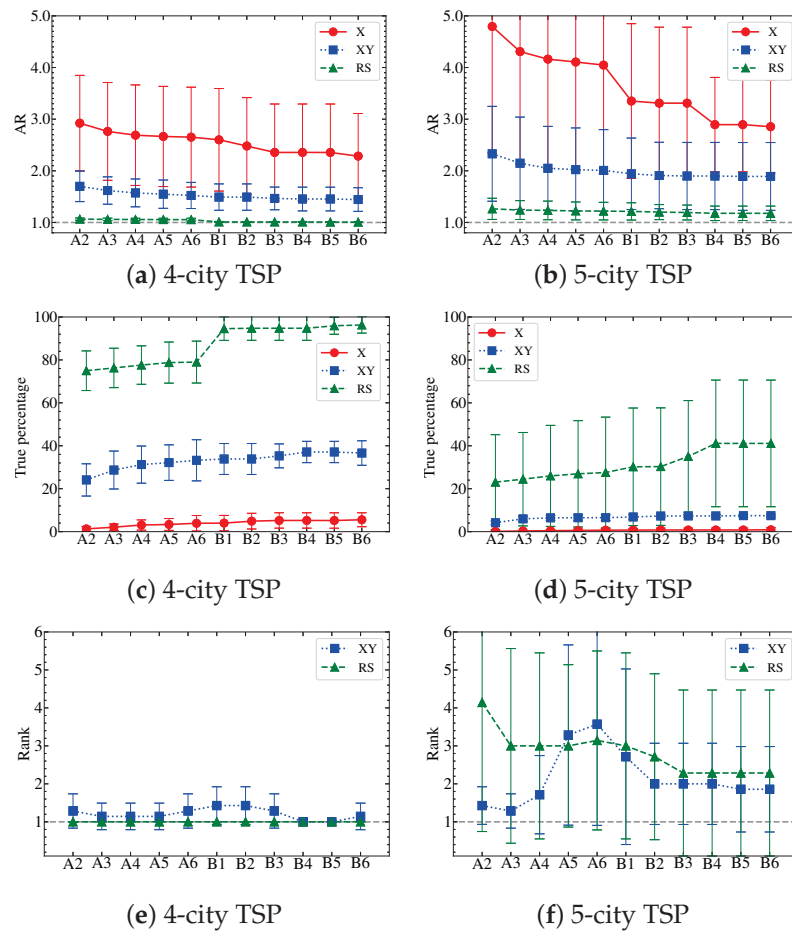 5.0
4.0
3.0
2.0
1.0
AR
X
XY
RS
A2 A3 A4 A5 A6 B1 B2 B3 B4 B5 B6
(a) 4-city TSP
5.0
4.0
3.0
2.0
1.0
AR
X
XY
RS
A2 A3 A4 A5 A6 B1 B2 B3 B4 B5 B6
(b) 5-city TSP
100
80
60
40
20
0
True percentage
X
XY
RS
A2 A3 A4 A5 A6 B1 B2 B3 B4 B5 B6
(c) 4-city TSP
100
80
60
40
20
0
True percentage
X
XY
RS
A2 A3 A4 A5 A6 B1 B2 B3 B4 B5 B6
(d) 5-city TSP
6
5
4
3
2
1
Rank
XY
RS
A2 A3 A4 A5 A6 B1 B2 B3 B4 B5 B6
(e) 4-city TSP
6
5
4
3
2
1
Rank
XY
RS
A2 A3 A4 A5 A6 B1 B2 B3 B4 B5 B6
(f) 5-city TSP